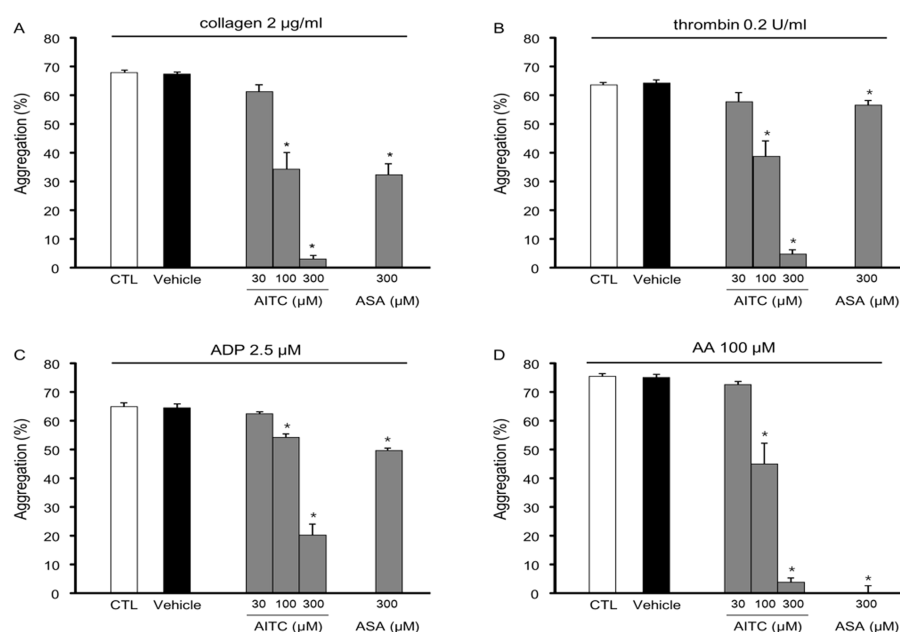 A
collagen 2 µg/ml
Aggregation (%)
80
70
60
50
40
30
20
10
0
*
*
*
CTL Vehicle 30 100 300 300
AITC (µM) ASA (µM)
B
thrombin 0.2 U/ml
Aggregation (%)
80
70
60
50
40
30
20
10
0
*
*
*
CTL Vehicle 30 100 300 300
AITC (µM) ASA (µM)
C
ADP 2.5 µM
Aggregation (%)
80
70
60
50
40
30
20
10
0
*
*
*
CTL Vehicle 30 100 300 300
AITC (µM) ASA (µM)
D
AA 100 µM
Aggregation (%)
80
70
60
50
40
30
20
10
0
*
*
*
CTL Vehicle 30 100 300 300
AITC (µM) ASA (µM)